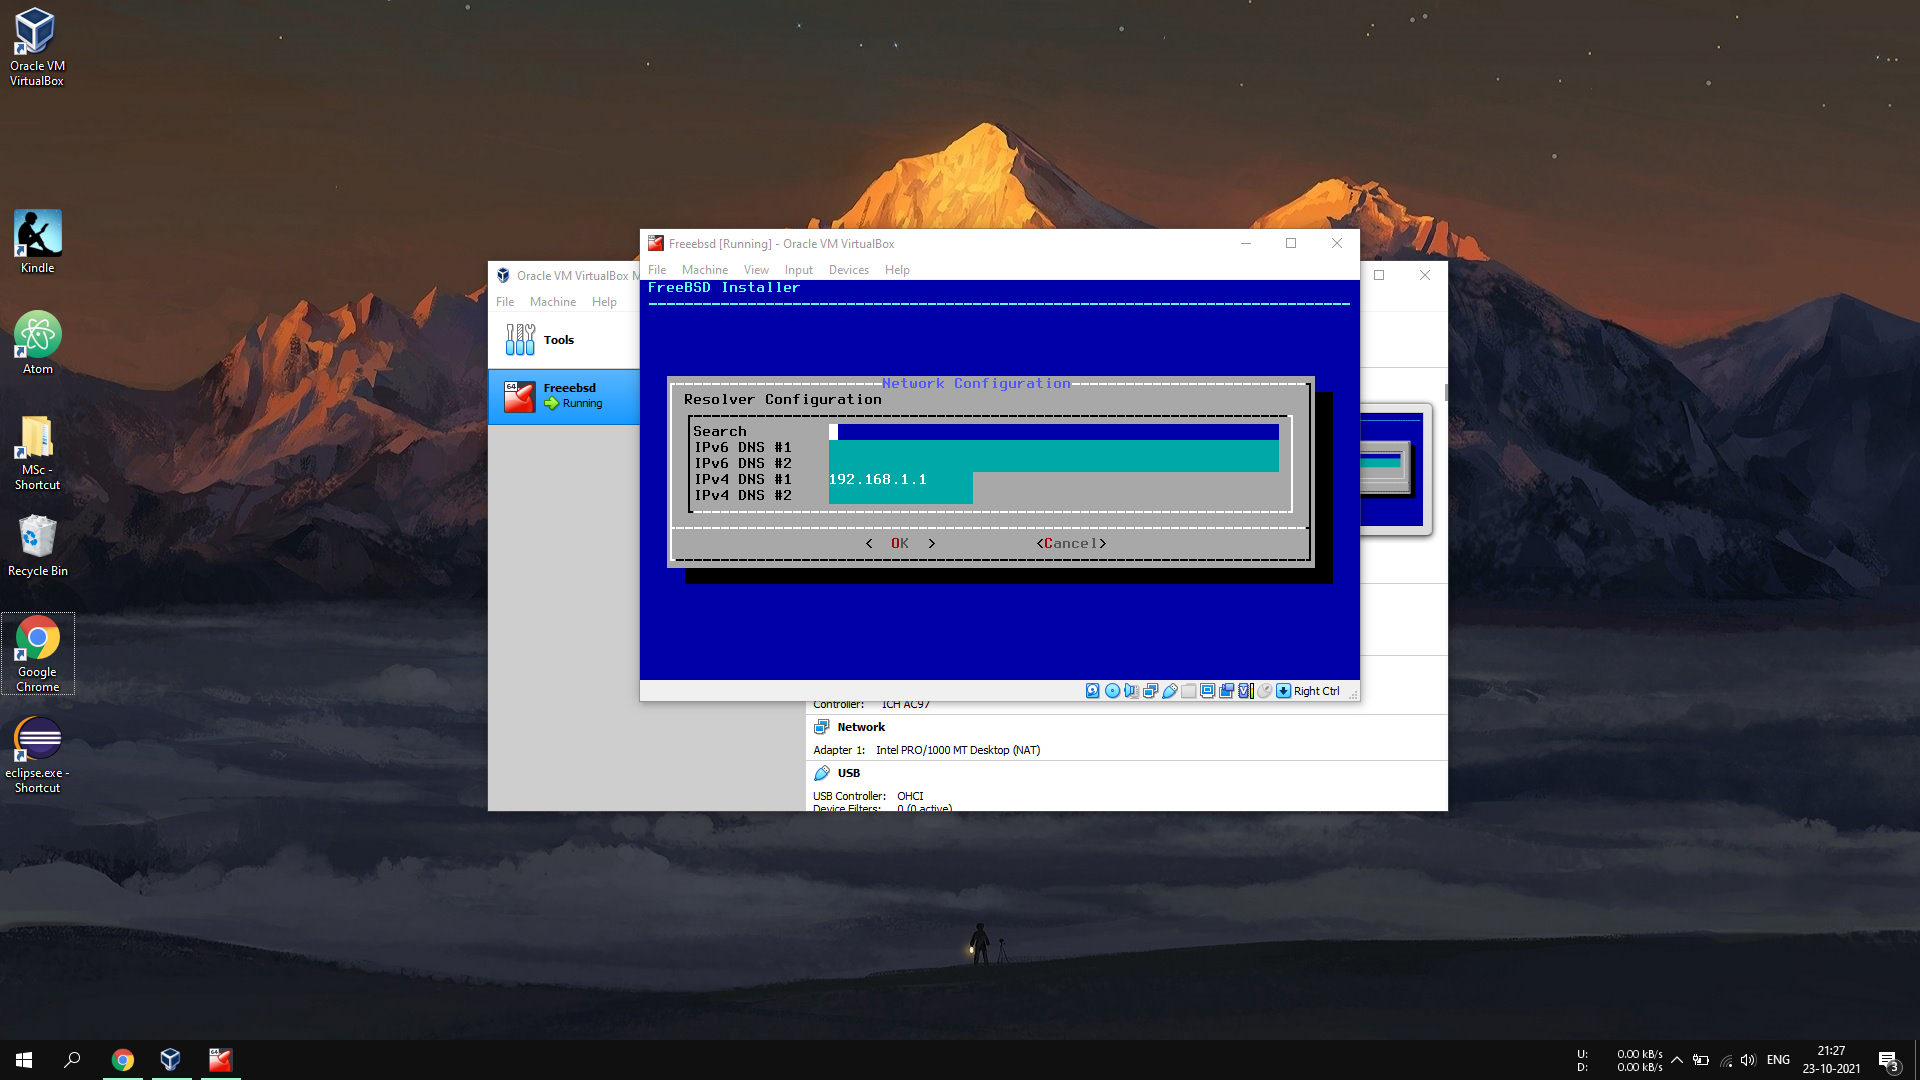 Oracle VM
VirtualBox
Kindle
Atom
MSc -
Shortcut
Recycle Bin
Google
Chrome
eclipse.exe -
Shortcut
Oracle VM VirtualBox M
File Machine Help
Tools
64
Freeebsd
Running
Freeebsd [Running] - Oracle VM VirtualBox
File Machine View Input Devices Help
FreeBSD Installer
Network Configuration
Resolver Configuration
Search
IPv6 DNS #1
IPv6 DNS #2
IPv4 DNS #1 192.168.1.1
IPv4 DNS #2
< OK > <Cancel>
Right Ctrl
Controller: ICH AC97
Network
Adapter 1: Intel PRO/1000 MT Desktop (NAT)
USB
USB Controller: OHCI
Device Filters: 0 (0 active)
U: 0.00 kB/s
D: 0.00 kB/s
ENG
21:27
23-10-2021
3